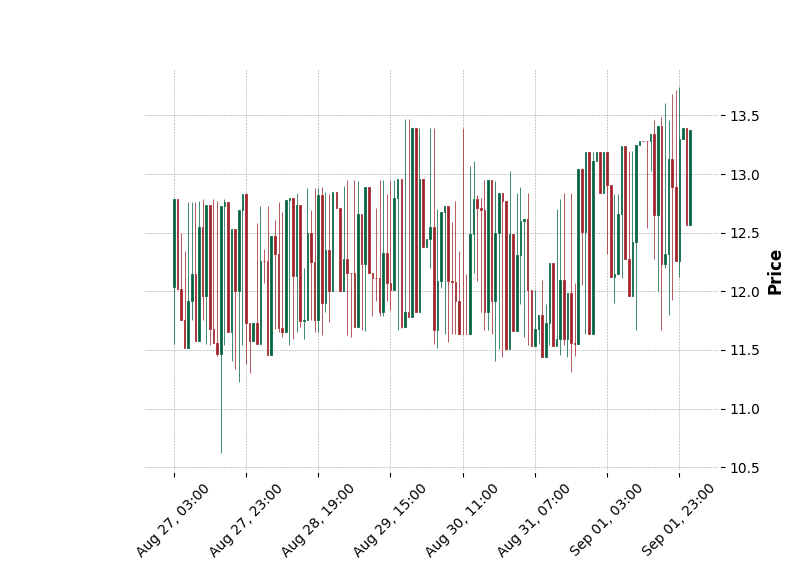 13.5
13.0
12.5
12.0
11.5
11.0
10.5
Price
Aug 27, 03:00
Aug 27, 23:00
Aug 28, 19:00
Aug 29, 15:00
Aug 30, 11:00
Aug 31, 07:00
Sep 01, 03:00
Sep 01, 23:00